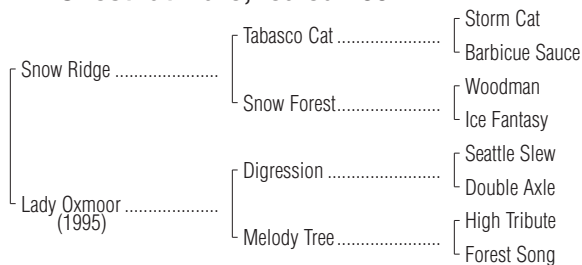 Storm Cat
Tabasco Cat ........................
Barbicue Sauce
Snow Ridge ........................
Woodman
Snow Forest........................
Ice Fantasy
Seattle Slew
Digression ........................
Double Axle
Lady Oxmoor ........................
(1995)
High Tribute
Melody Tree........................
Forest Song